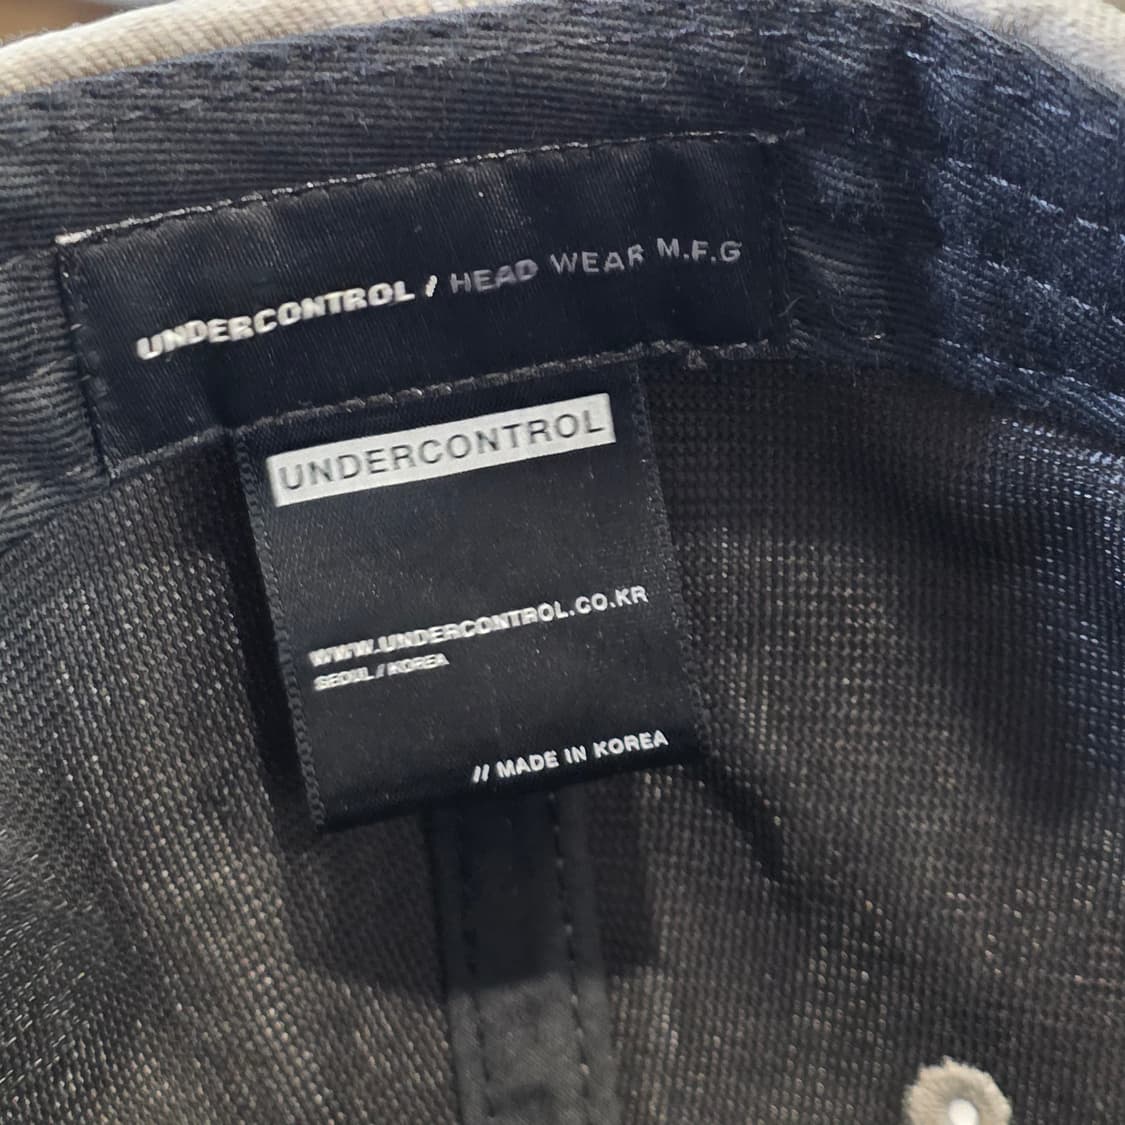 UNDERCONTROL / HEAD WEAR M.F.G
UNDERCONTROL
WWW.UNDERCONTROL.CO.KR
SEOUL / KOREA
// MADE IN KOREA